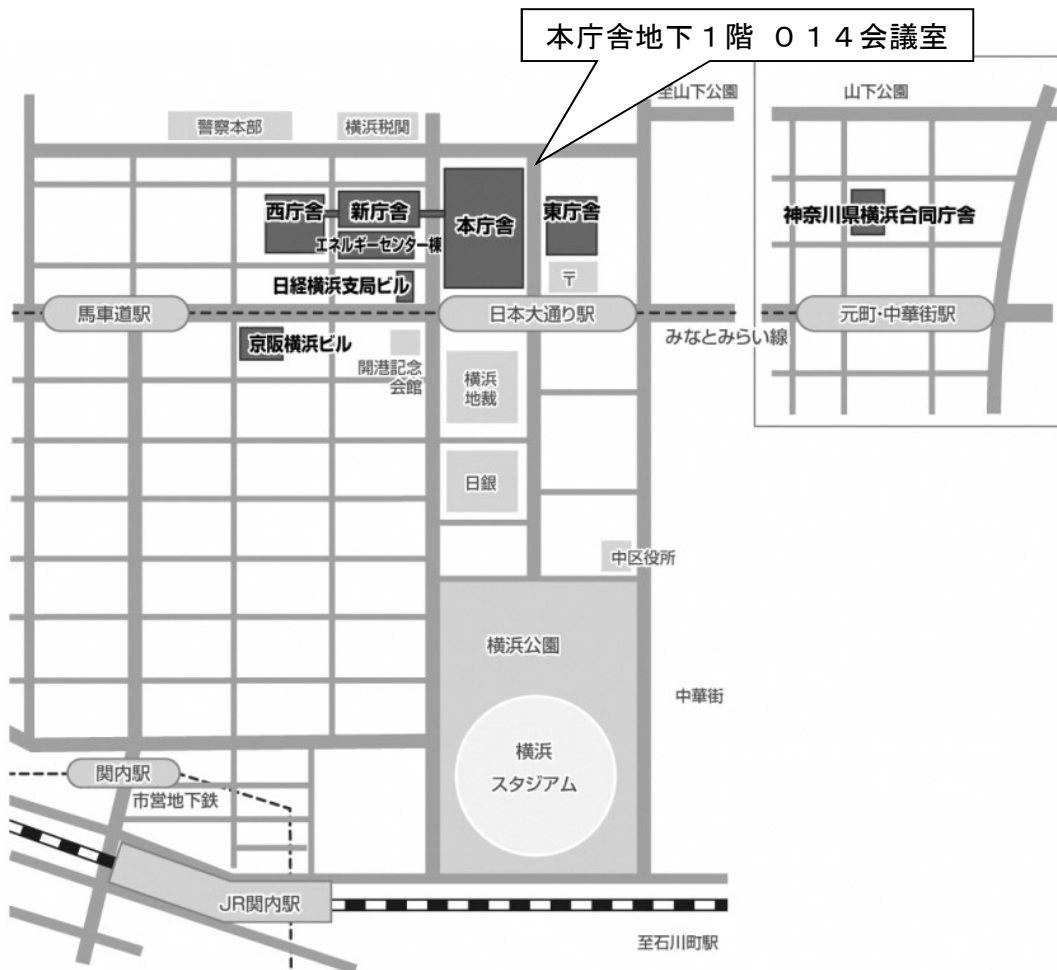 本庁舎地下１階 ０１４会議室
至山下公園
山下公園
警察本部
横浜税関
西庁舎
新庁舎
本庁舎
東庁舎
神奈川県横浜合同庁舎
エネルギーセンター棟
〒
日経横浜支局ビル
馬車道駅
日本大通り駅
元町・中華街駅
みなとみらい線
京阪横浜ビル
開港記念
会館
横浜
地裁
日銀
中区役所
横浜公園
中華街
横浜
スタジアム
関内駅
市営地下鉄
JR関内駅
至石川町駅